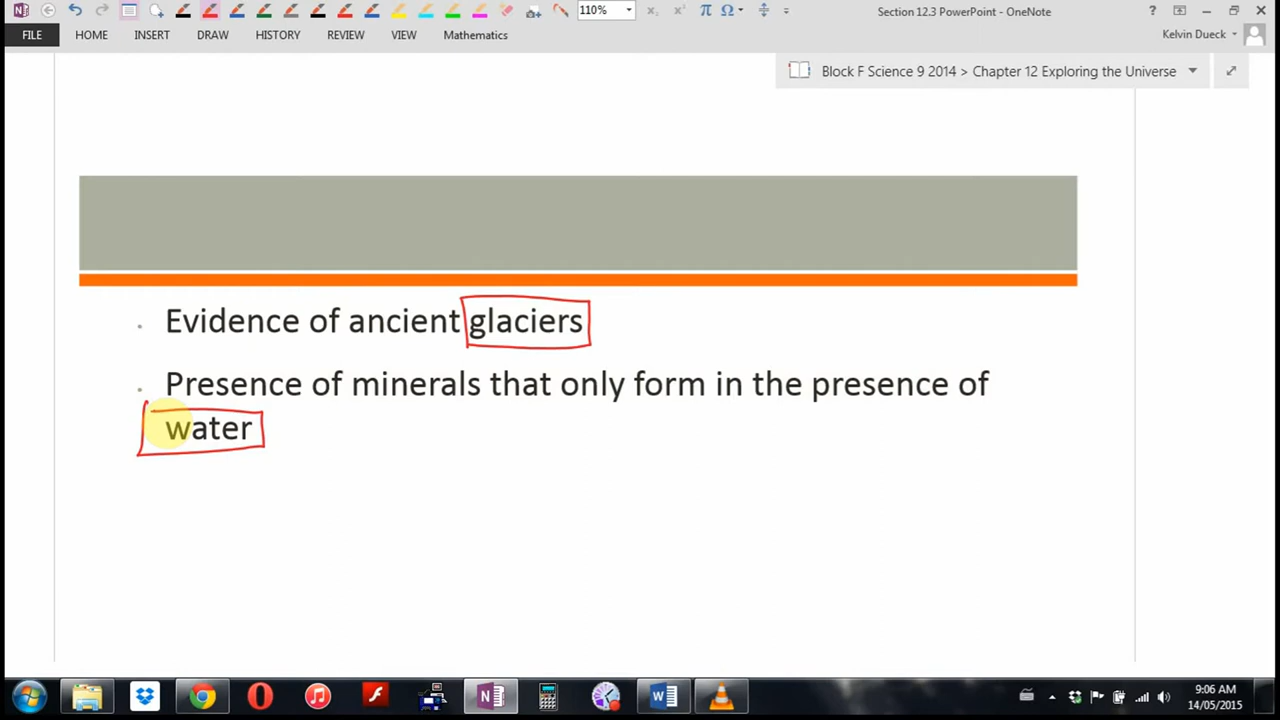 110%
Section 12.3 PowerPoint - OneNote
FILE HOME INSERT DRAW HISTORY REVIEW VIEW Mathematics
Kelvin Dueck
Block F Science 9 2014 > Chapter 12 Exploring the Universe
Evidence of ancient glaciers
Presence of minerals that only form in the presence of
water
9:06 AM
14/05/2015